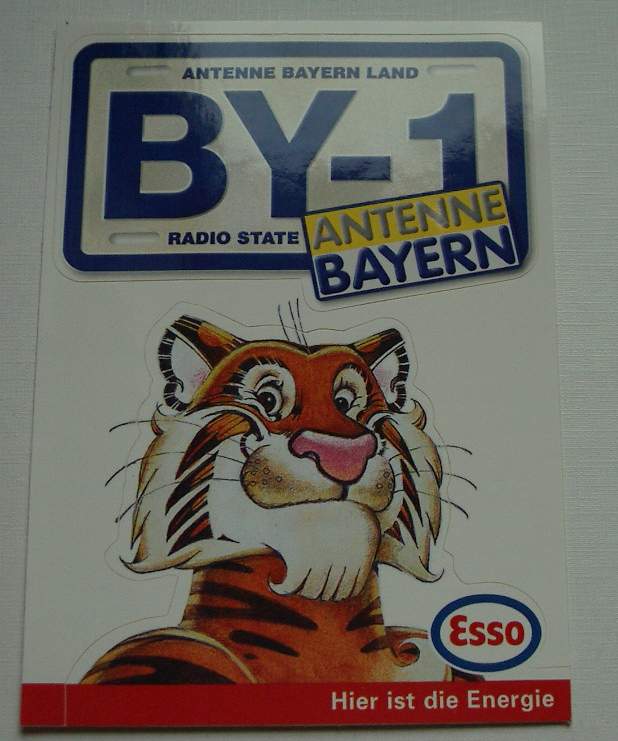 ANTENNE BAYERN LAND
BY-1
RADIO STATE
ANTENNE
BAYERN
Esso
Hier ist die Energie